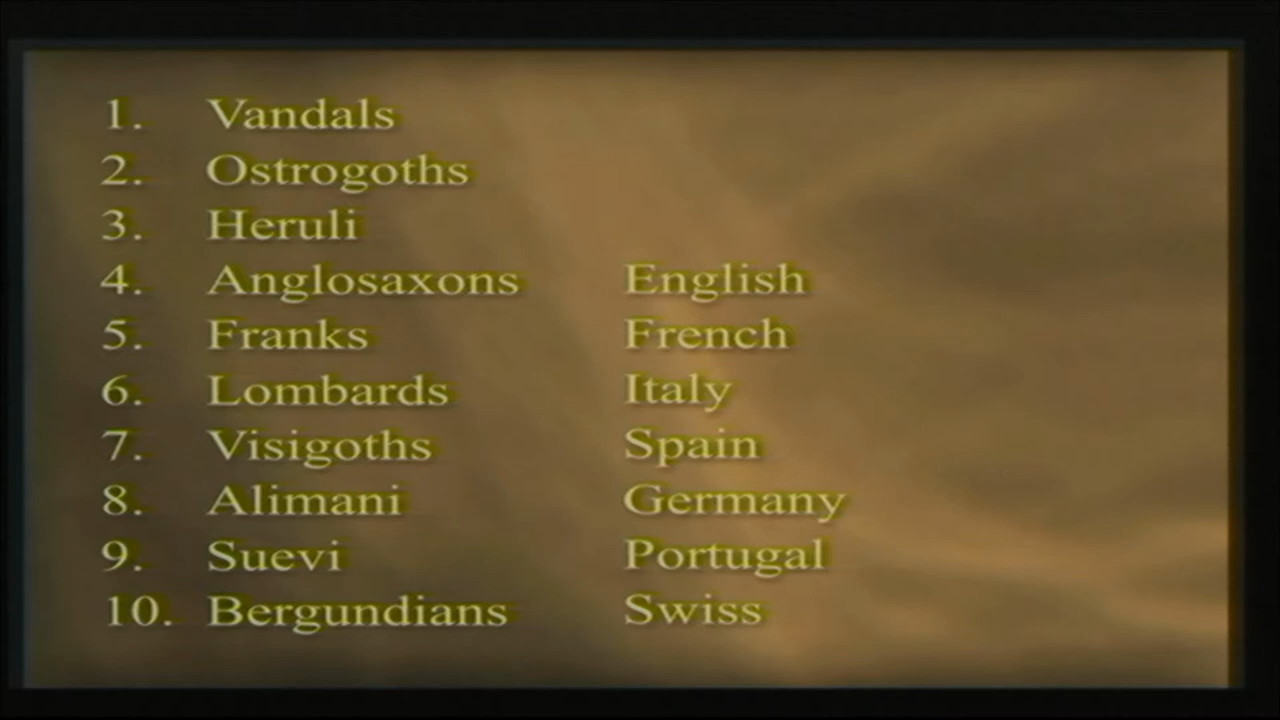 1. Vandals
2. Ostrogoths
3. Heruli
4. Anglosaxons English
5. Franks French
6. Lombards Italy
7. Visigoths Spain
8. Alimani Germany
9. Suevi Portugal
10. Bergundians Swiss